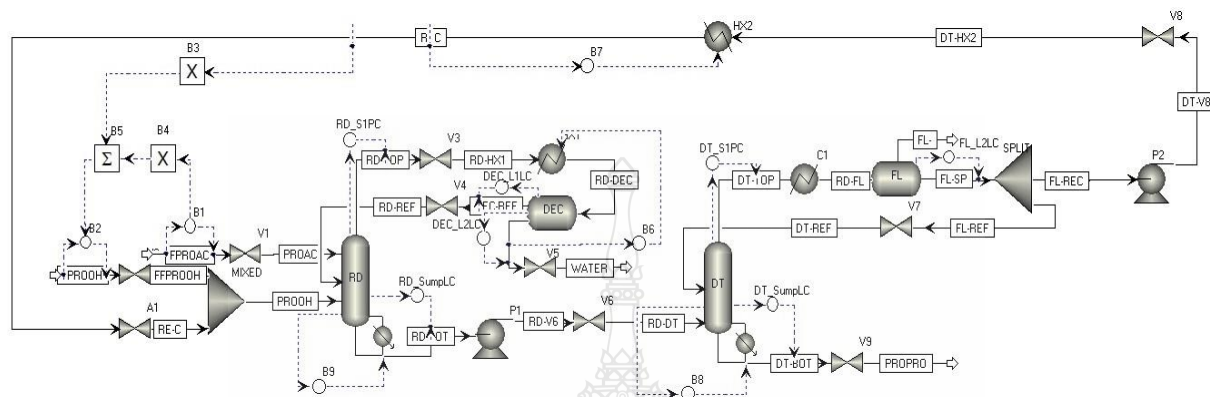 V8
HX2
DT-HX2
B3
B7
X
DT-V8
B5
B4
Σ
X
RD_S1PC
V3
RD-HX1
DT_S1PC
C1
FL-
FL_L2LC
SPLIT
P2
RD-DEC
RD-FL
FL
FL-SP
FL-REC
DEC_L1LC
V4
RD-REF
DEC
DEC_L2LC
B2
B1
V1
FPROAC
PROAC
MIXED
B6
V5
WATER
V7
DT-REF
FL-REF
PROOH
FFPROOH
PROOH
RD
RD_SumpLC
DT
DT_SumpLC
A1
RE-C
P1
RD-V6
V6
RD-DT
V9
DT-BOT
PROPRO
B9
B8